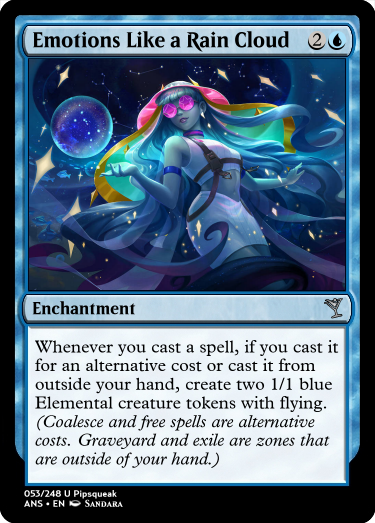 Emotions Like a Rain Cloud 2
Enchantment
Whenever you cast a spell, if you cast it
for an alternative cost or cast it from
outside your hand, create two 1/1 blue
Elemental creature tokens with flying.
(Coalesce and free spells are alternative
costs. Graveyard and exile are zones that
are outside of your hand.)
053/248 U Pipsqueak
ANS • EN Sandara